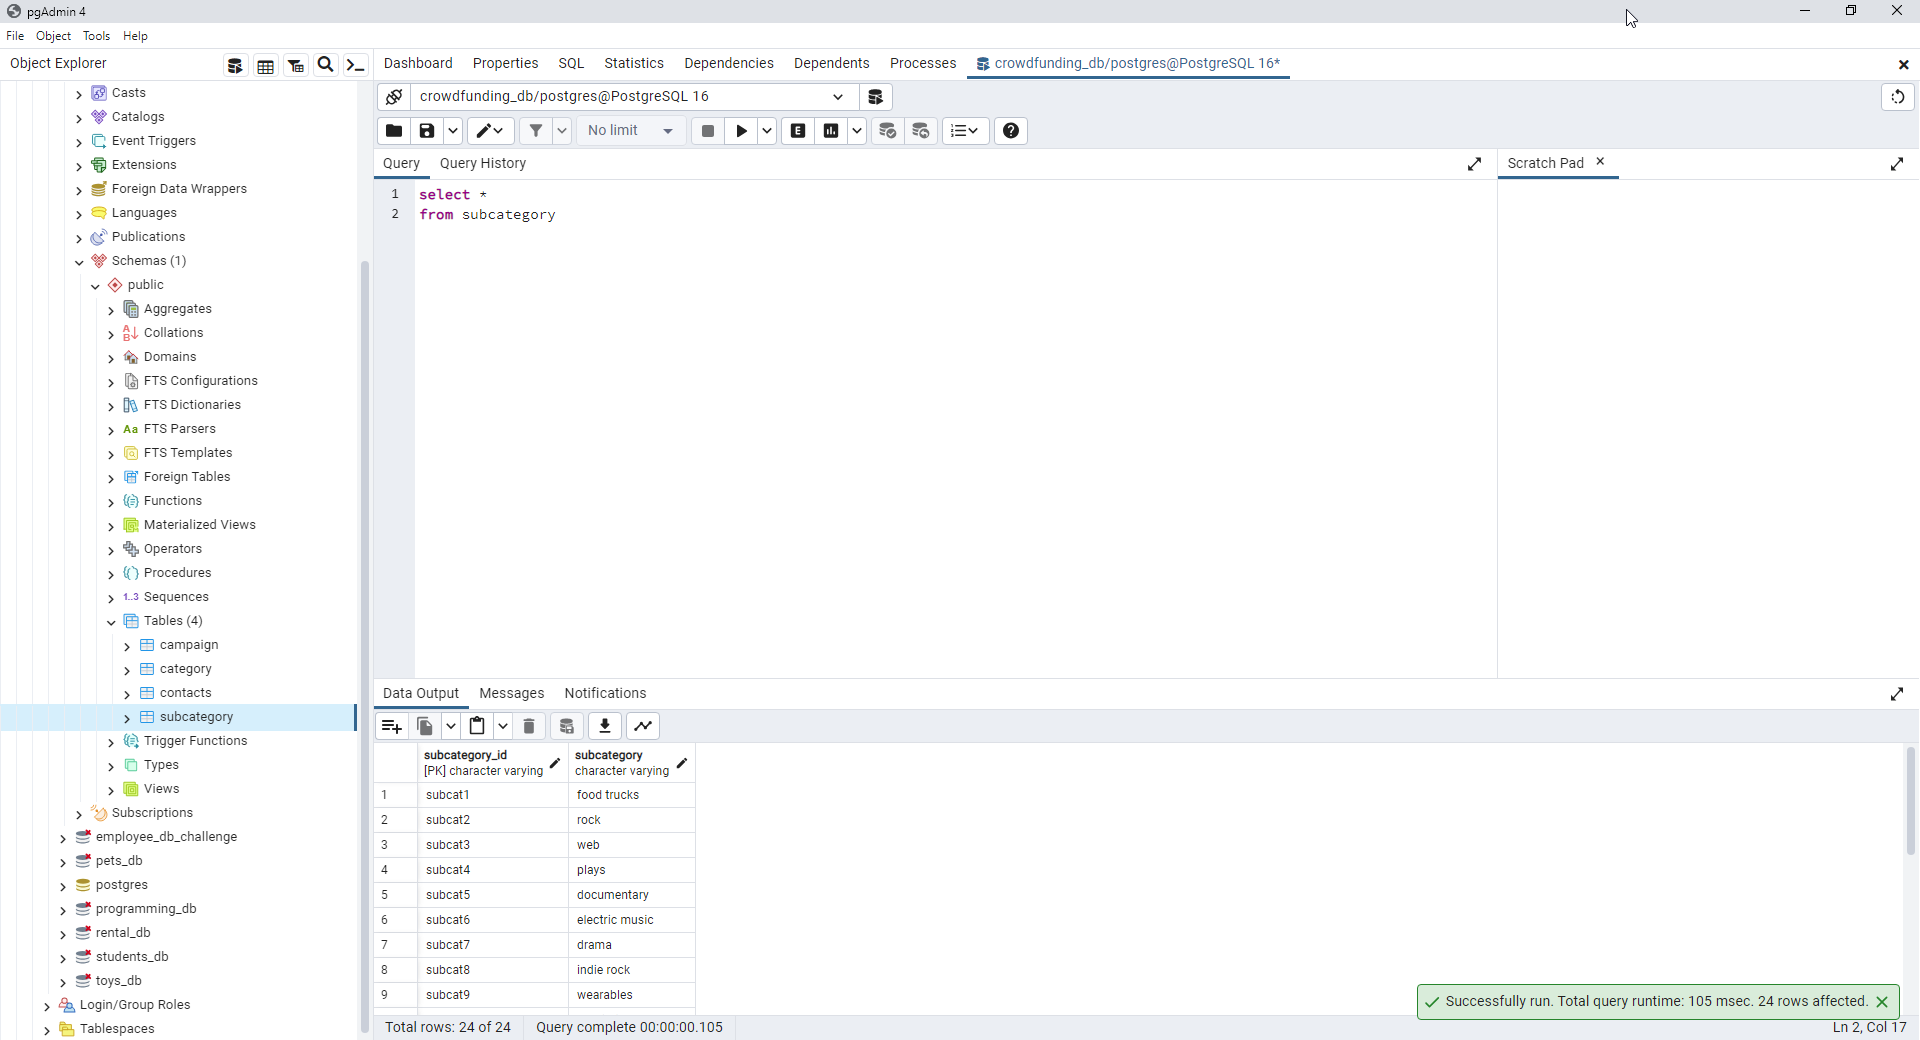 pgAdmin 4
File Object Tools Help
Object Explorer
Dashboard Properties SQL Statistics Dependencies Dependents Processes crowdfunding_db/postgres@PostgreSQL 16*
Casts
Catalogs
Event Triggers
Extensions
Foreign Data Wrappers
Languages
Publications
Schemas (1)
public
Aggregates
Collations
Domains
FTS Configurations
FTS Dictionaries
Aa FTS Parsers
FTS Templates
Foreign Tables
Functions
Materialized Views
Operators
Procedures
1..3 Sequences
Tables (4)
campaign
category
contacts
subcategory
Trigger Functions
Types
Views
Subscriptions
employee_db_challenge
pets_db
postgres
programming_db
rental_db
students_db
toys_db
Login/Group Roles
Tablespaces
crowdfunding_db/postgres@PostgreSQL 16
No limit
E
Query Query History
Scratch Pad
1 select *
2 from subcategory
Data Output Messages Notifications
subcategory_id subcategory
[PK] character varying character varying
1 subcat1 food trucks
2 subcat2 rock
3 subcat3 web
4 subcat4 plays
5 subcat5 documentary
6 subcat6 electric music
7 subcat7 drama
8 subcat8 indie rock
9 subcat9 wearables
Successfully run. Total query runtime: 105 msec. 24 rows affected.
Total rows: 24 of 24 Query complete 00:00:00.105 Ln 2, Col 17